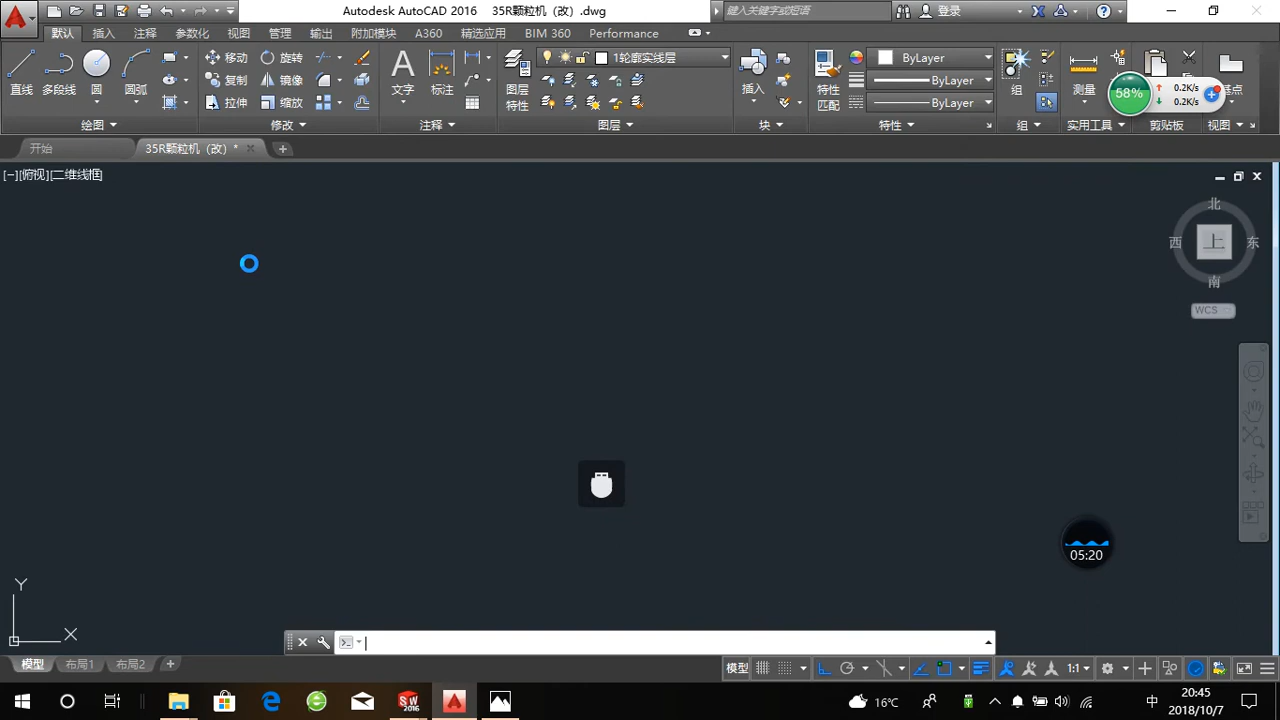 Autodesk AutoCAD 2016 35R颗粒机（改）.dwg
键入关键字或短语
登录
默认 插入 注释 参数化 视图 管理 输出 附加模块 A360 精选应用 BIM 360 Performance
直线 多段线 圆 圆弧
移动 旋转
复制 镜像
拉伸 缩放
文字 标注
图层
特性
1轮廓实线层
插入
特性
匹配
ByLayer
ByLayer
ByLayer
组
测量
58%
0.2K/s
0.2K/s
绘图 修改 注释 图层 块 特性 组 实用工具 剪贴板 视图
开始 35R颗粒机（改）*
[−][俯视][二维线框]
北
西 上 东
南
WCS
05:20
Y
X
模型 布局1 布局2
模型 1:1
16°C
中
20:45
2018/10/7